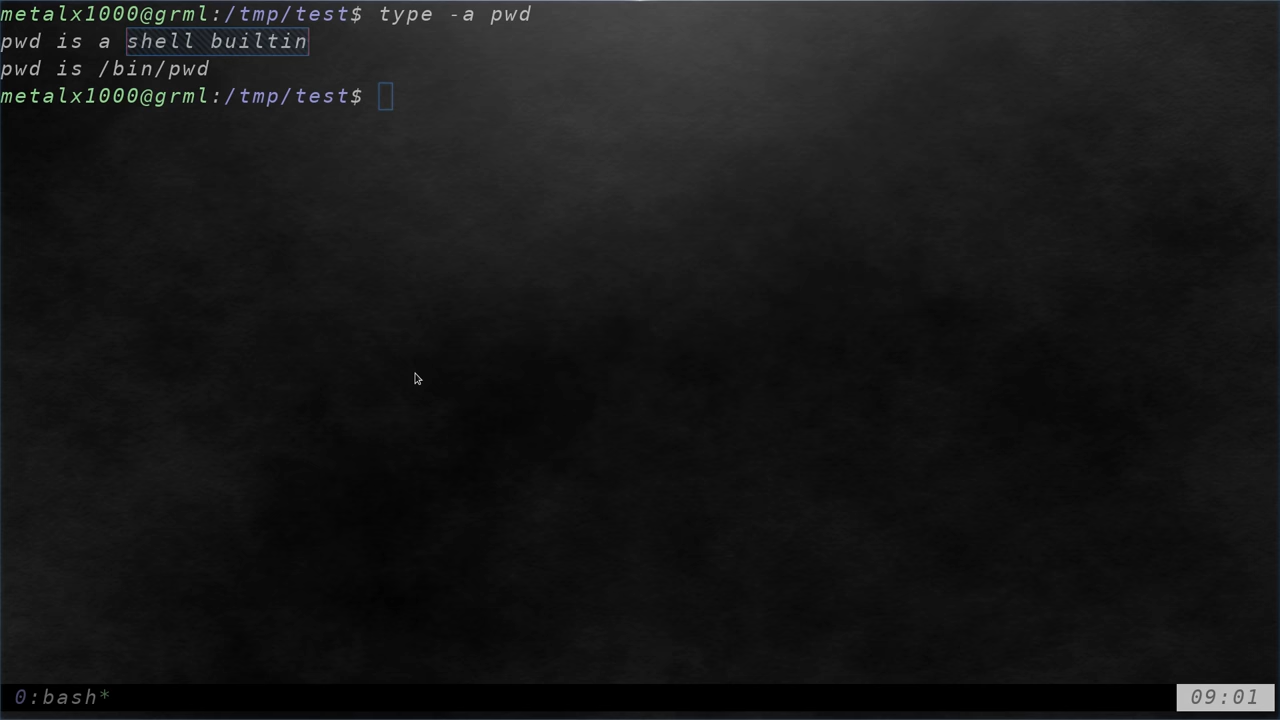 metalx1000@grml:/tmp/test$ type -a pwd
pwd is a shell builtin
pwd is /bin/pwd
metalx1000@grml:/tmp/test$
0:bash*
09:01